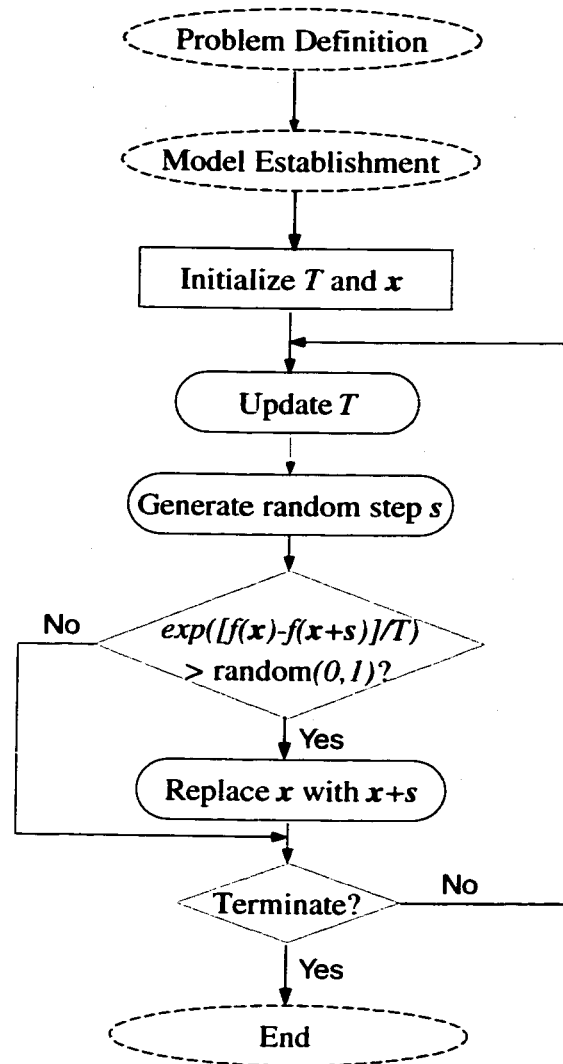 Problem Definition
Model Establishment
Initialize T and x
Update T
Generate random step s
No
exp([f(x)-f(x+s)]/T)
> random(0,1)?
Yes
Replace x with x+s
Terminate?
No
Yes
End